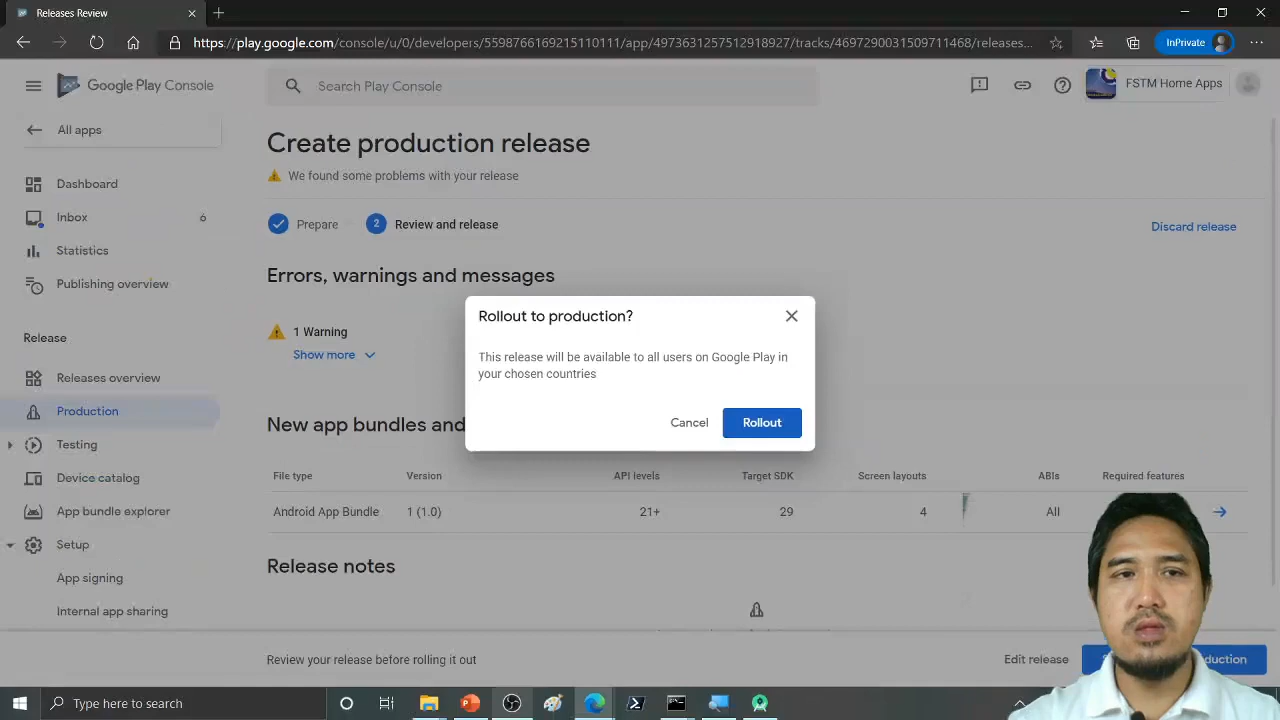 Releases Review
https://play.google.com/console/u/0/developers/5598766169215110111/app/4973631257512918927/tracks/4697290031509711468/releases...
InPrivate
Google Play Console
Search Play Console
FSTM Home Apps
All apps
Dashboard
Inbox
6
Statistics
Publishing overview
Release
Releases overview
Production
Testing
Device catalog
App bundle explorer
Setup
App signing
Internal app sharing
Create production release
We found some problems with your release
Prepare
2
Review and release
Discard release
Errors, warnings and messages
1 Warning
Show more
Rollout to production?
This release will be available to all users on Google Play in
your chosen countries
Cancel
Rollout
New app bundles and
File type Version API levels Target SDK Screen layouts ABIs Required features
Android App Bundle 1 (1.0) 21+ 29 4 All
Release notes
Review your release before rolling it out
Edit release
Type here to search